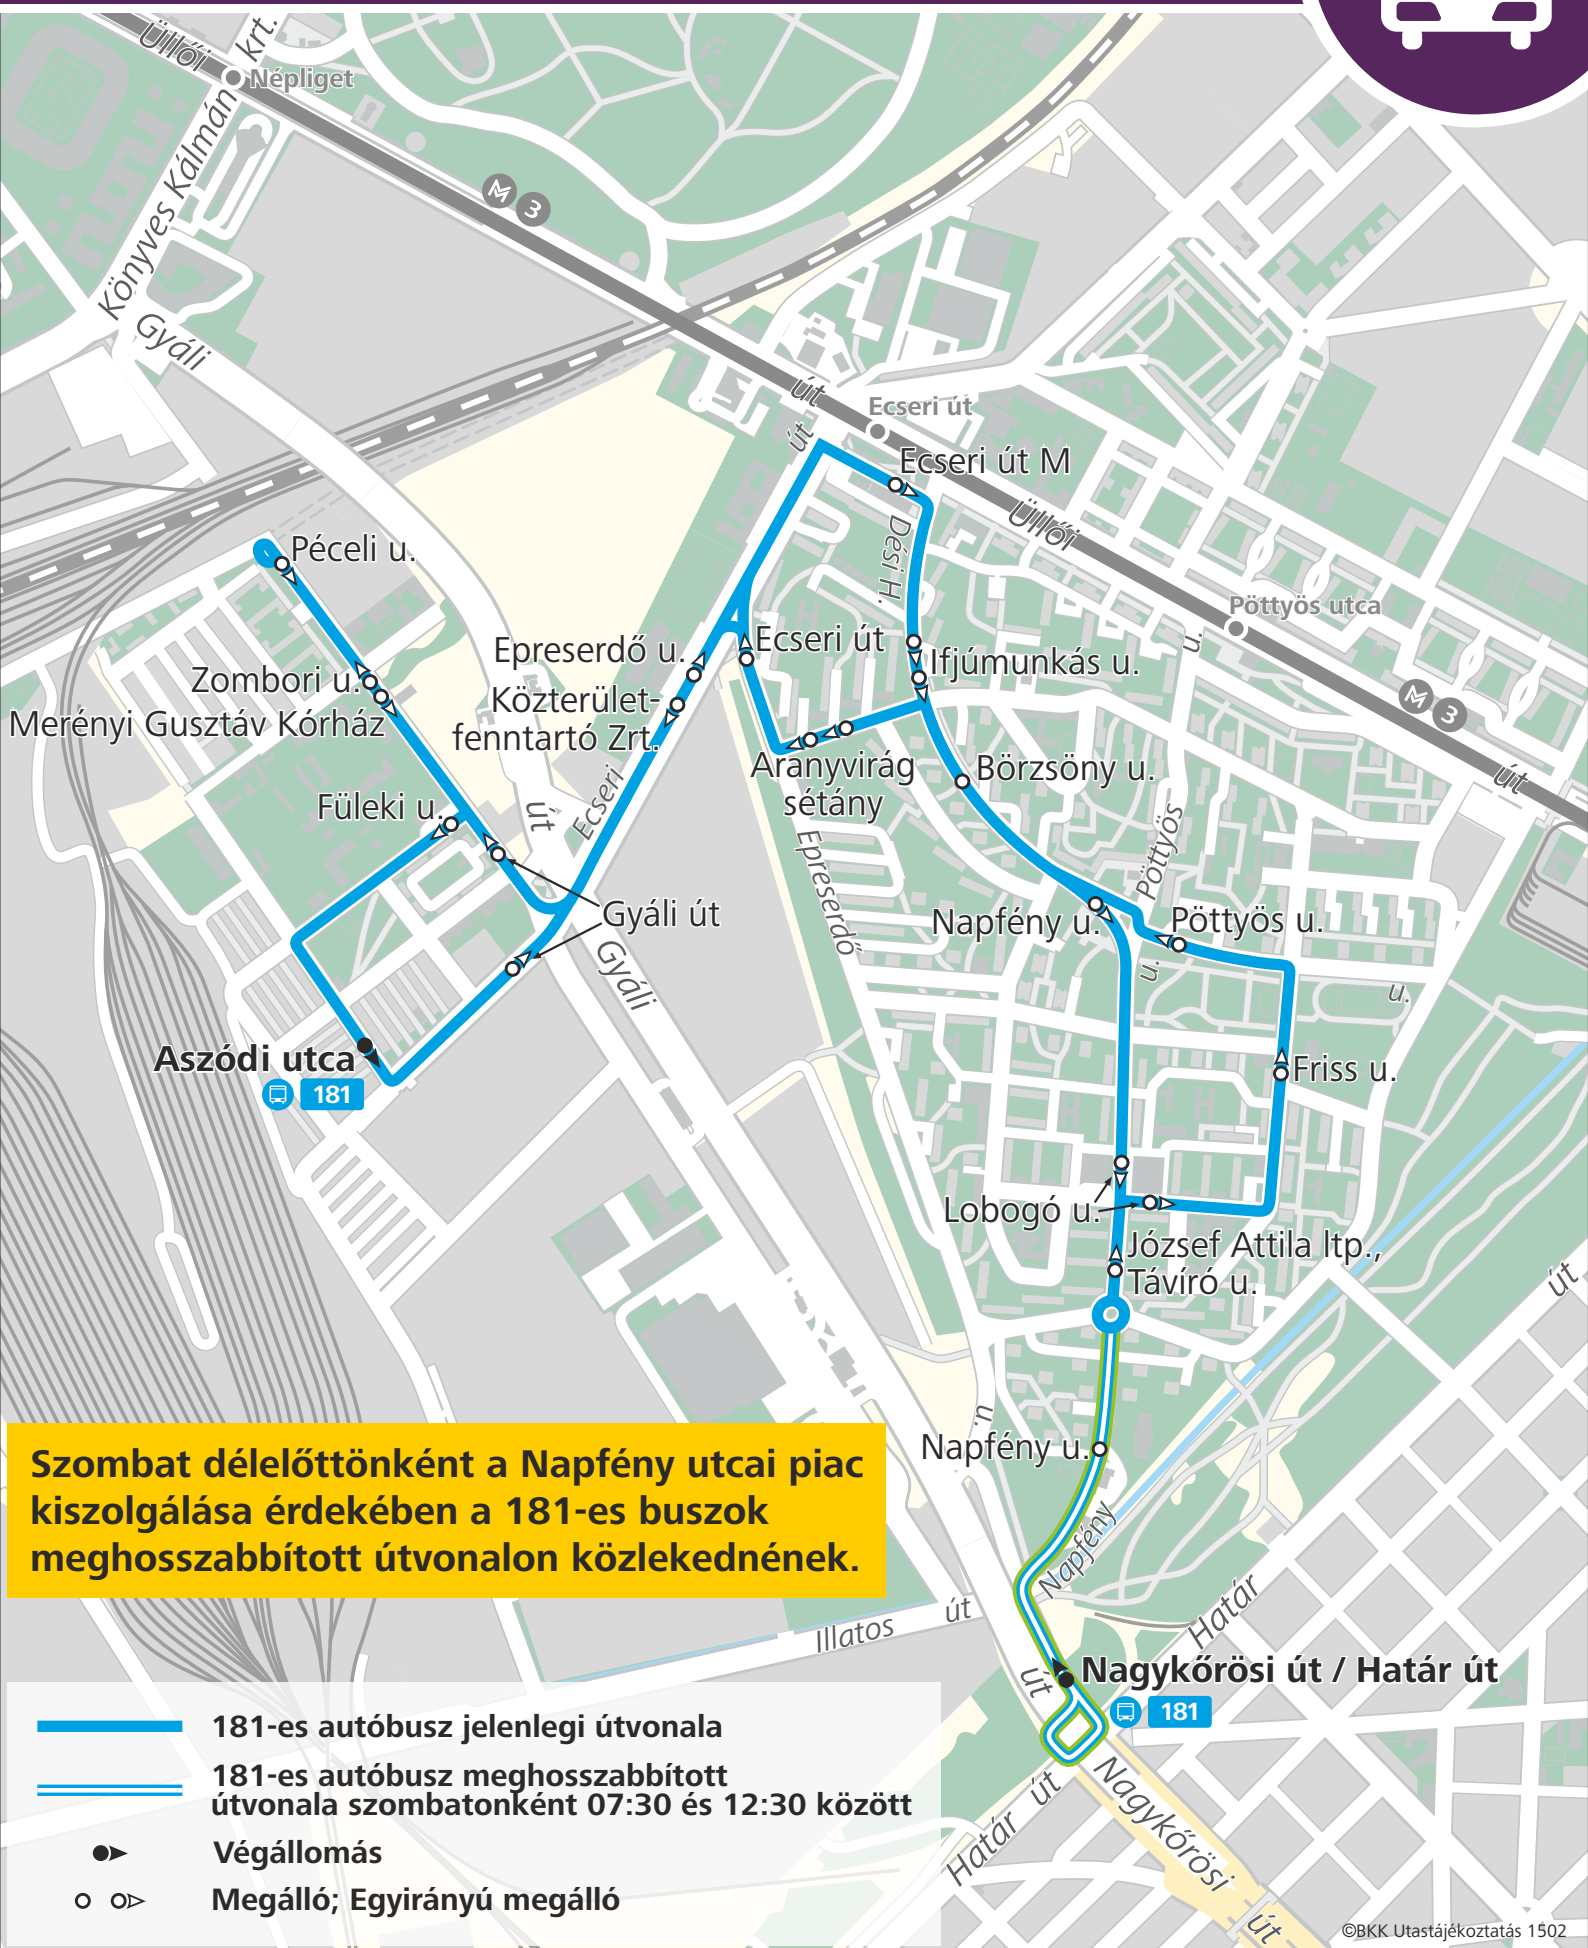 Üllői
krt.
Népliget
Könyves Kálmán
M 3
Gyáli
út
Ecseri út
út
Ecseri út M
Üllői
Dési H.
Péceli u.
Pöttyös utca
u.
Epreserdő u.
Ecseri út
Ifjúmunkás u.
Zombori u.
Közterület-
fenntartó Zrt.
Merényi Gusztáv Kórház
M 3
út
Aranyvirág
sétány
Börzsöny u.
Füleki u.
út
Ecseri
Pöttyös
Epreserdő
Gyáli út
Napfény u.
Pöttyös u.
Gyáli
u.
u.
Aszódi utca
181
Friss u.
Lobogó u.
József Attila ltp.,
Távíró u.
út
u.
Napfény u.
Szombat délelőttönként a Napfény utcai piac
kiszolgálása érdekében a 181-es buszok
meghosszabbított útvonalon közlekednének.
Napfény
Illatos út
Határ
út
Nagykőrösi út / Határ út
181
181-es autóbusz jelenlegi útvonala
181-es autóbusz meghosszabbított
útvonala szombatonként 07:30 és 12:30 között
Végállomás
Megálló; Egyirányú megálló
Határ út
Nagykőrösi
út
©BKK Utastájékoztatás 1502